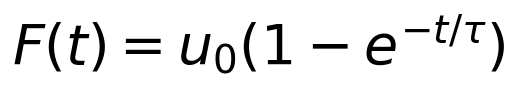 F(t) = u₀(1 − e^{−t/τ})